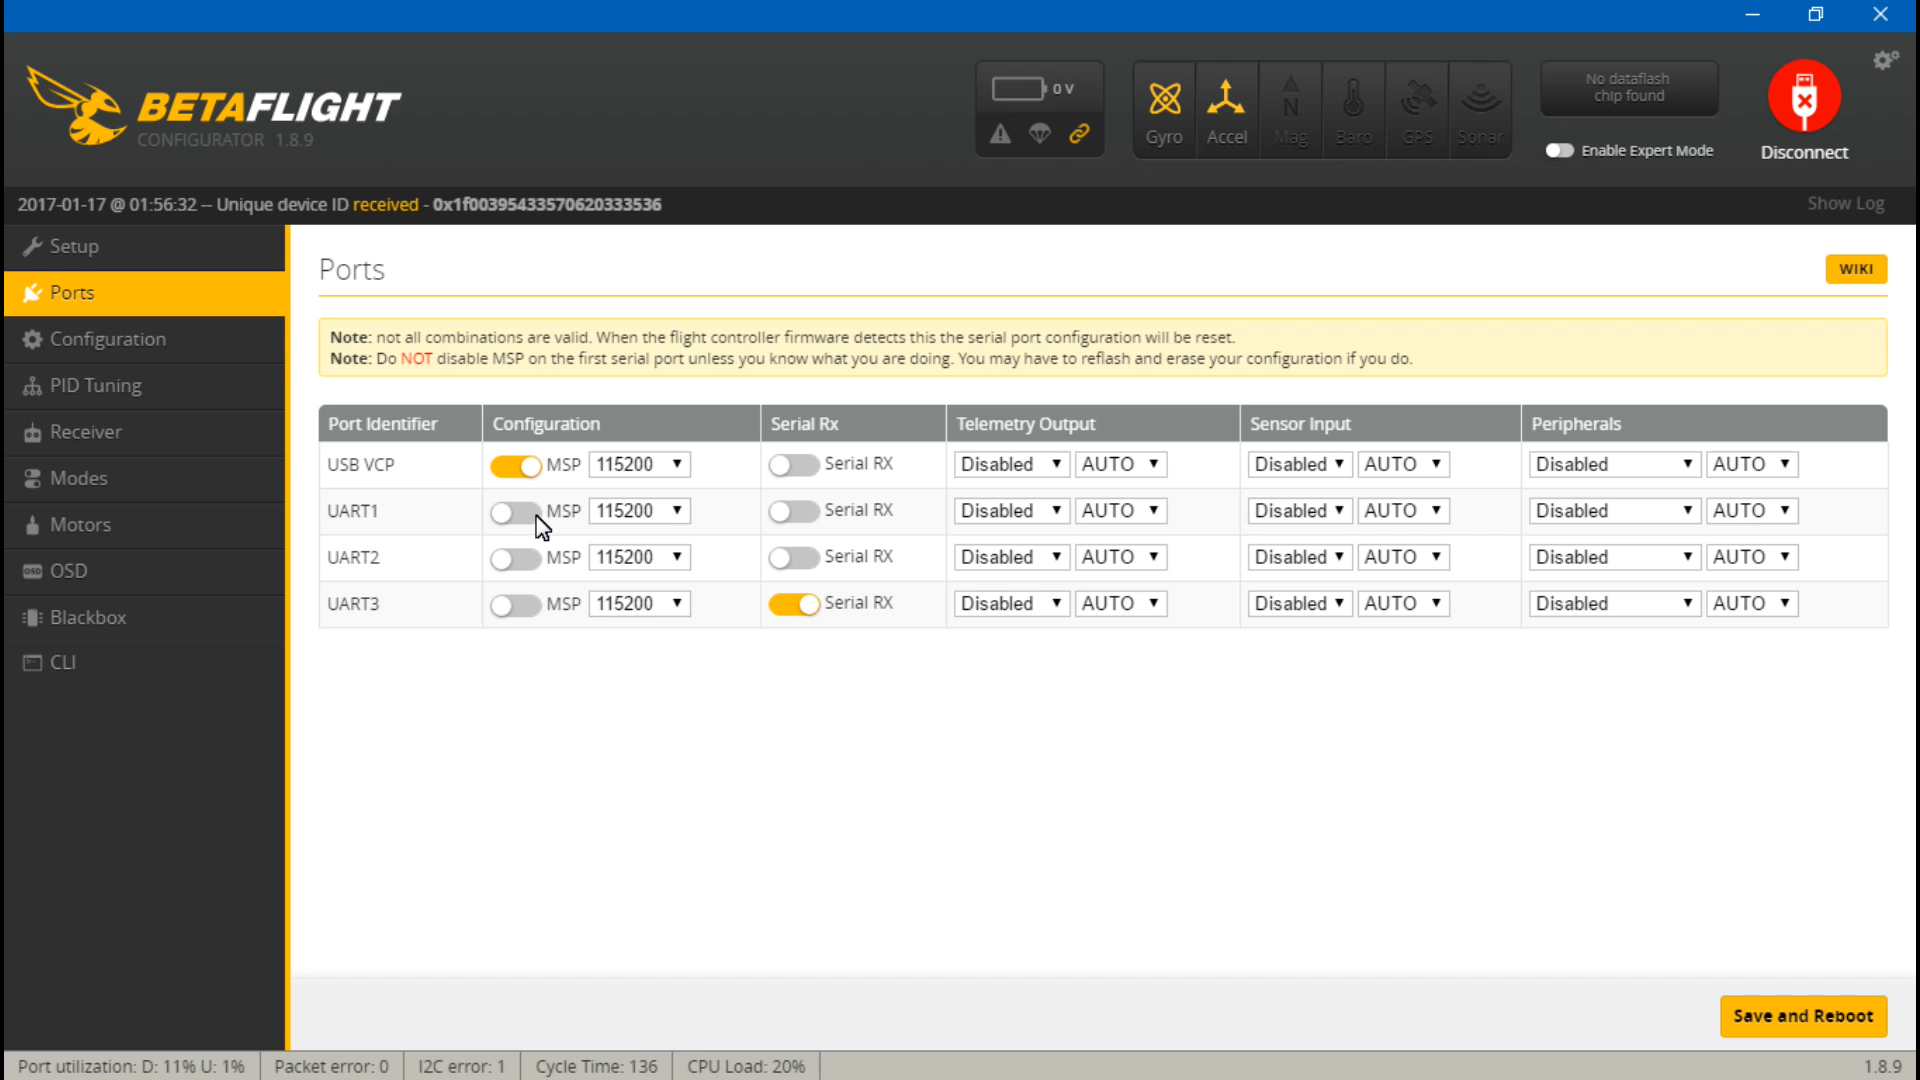 BETAFLIGHT
CONFIGURATOR 1.8.9
0 V
Gyro
Accel
N
Mag
Baro
GPS
Sonar
No dataflash
chip found
Enable Expert Mode
Disconnect
2017-01-17 @ 01:56:32 -- Unique device ID received - 0x1f00395433570620333536
Show Log
Setup
Ports
Configuration
PID Tuning
Receiver
Modes
Motors
OSD OSD
Blackbox
CLI
Ports
WIKI
Note: not all combinations are valid. When the flight controller firmware detects this the serial port configuration will be reset.
Note: Do NOT disable MSP on the first serial port unless you know what you are doing. You may have to reflash and erase your configuration if you do.
Port Identifier Configuration Serial Rx Telemetry Output Sensor Input Peripherals
USB VCP MSP 115200 Serial RX Disabled AUTO Disabled AUTO Disabled AUTO
UART1 MSP 115200 Serial RX Disabled AUTO Disabled AUTO Disabled AUTO
UART2 MSP 115200 Serial RX Disabled AUTO Disabled AUTO Disabled AUTO
UART3 MSP 115200 Serial RX Disabled AUTO Disabled AUTO Disabled AUTO
Save and Reboot
Port utilization: D: 11% U: 1% Packet error: 0 I2C error: 1 Cycle Time: 136 CPU Load: 20% 1.8.9